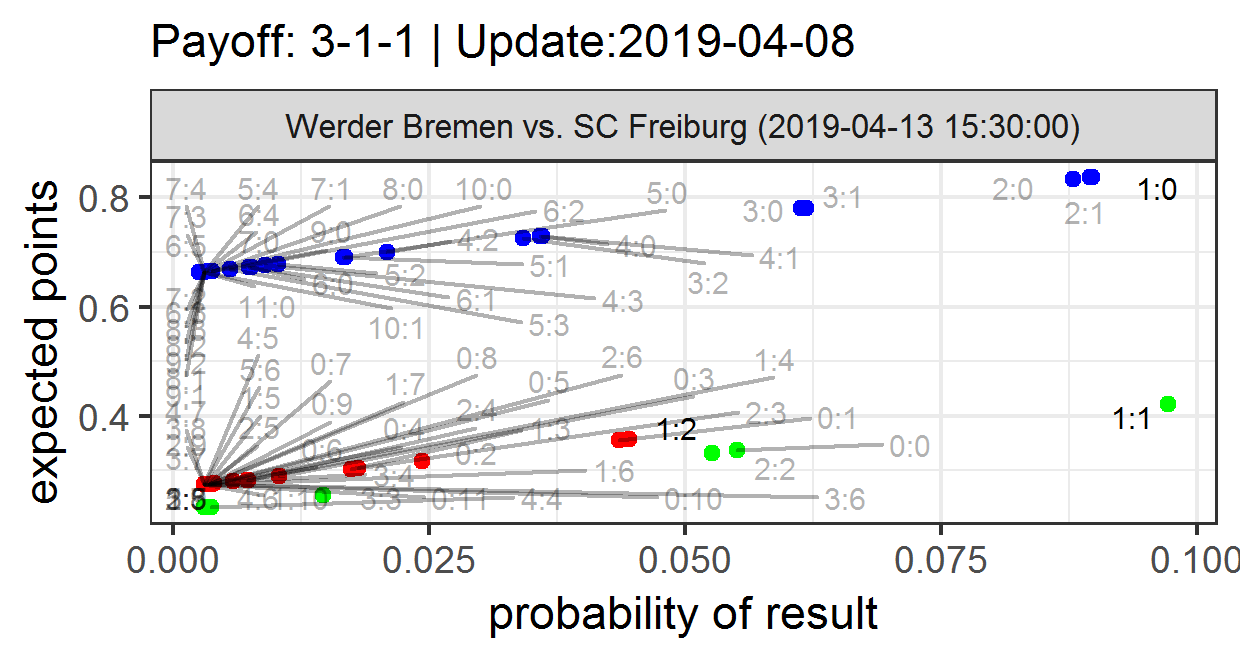 Payoff: 3-1-1 | Update:2019-04-08
Werder Bremen vs. SC Freiburg (2019-04-13 15:30:00)
expected points
0.8
0.6
0.4
7:4 5:4 7:1 8:0 10:0 5:0 2:0 1:0
7:3 6:4 6:2 3:0 3:1 2:1
6:5 7:0 9:0 4:2 4:0 4:1
6:0 5:2 5:1 3:2
11:0 6:1 4:3
10:1 5:3
4:5 0:7 0:8 2:6 1:4
5:6 1:7 0:5 0:3
1:5 0:9 2:4 2:3 0:1 1:1
2:5 0:4 1:3 1:2
0:6 0:2 0:0
3:4 1:6 2:2
4:6 1:10 3:3 0:11 4:4 0:10 3:6
0.000 0.025 0.050 0.075 0.100
probability of result